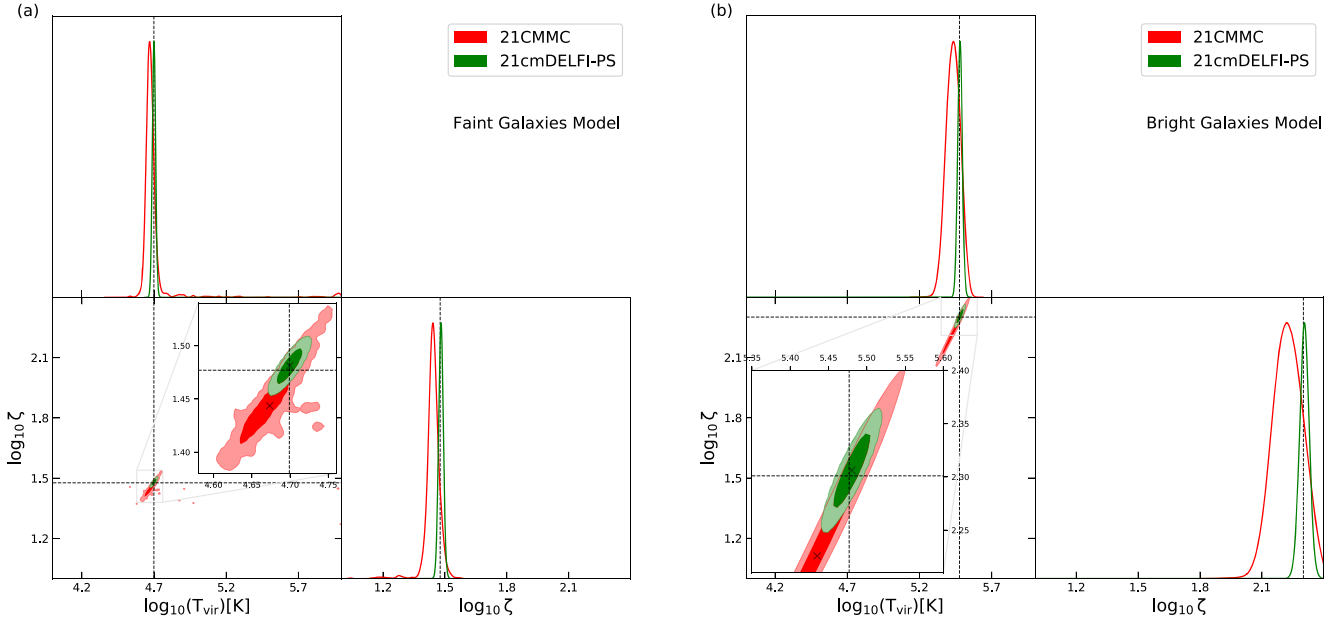 (a)
21CMMC
21cmDELFI-PS
Faint Galaxies Model
2.1
1.8
1.5
1.2
log₁₀ ζ
1.50
1.45
1.40
4.60 4.65 4.70 4.75
4.2 4.7 5.2 5.7
log₁₀(Tvir)[K]
1.2 1.5 1.8 2.1
log₁₀ ζ
(b)
21CMMC
21cmDELFI-PS
Bright Galaxies Model
2.1
1.8
1.5
1.2
log₁₀ ζ
5.35 5.40 5.45 5.50 5.55 5.60
2.40
2.35
2.30
2.25
4.2 4.7 5.2 5.7
log₁₀(Tvir)[K]
1.2 1.5 1.8 2.1
log₁₀ ζ